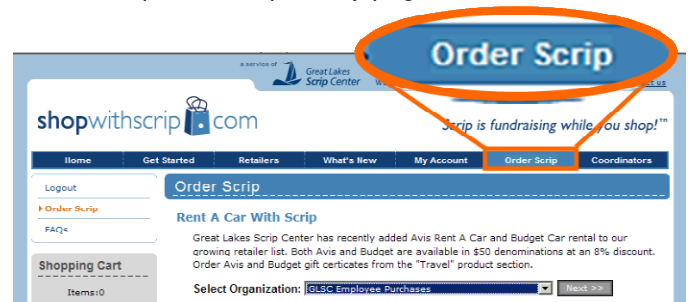 Order Scrip
a service of
Great Lakes
Scrip Center
shopwithscrip com
Scrip is fundraising while you shop!™
Home Get Started Retailers What's New My Account Order Scrip Coordinators
Logout
Order Scrip
FAQs
Shopping Cart
Items:0
Order Scrip
Rent A Car With Scrip
Great Lakes Scrip Center has recently added Avis Rent A Car and Budget Car rental to our
growing retailer list. Both Avis and Budget are available in $50 denominations at an 8% discount.
Order Avis and Budget gift certicates from the "Travel" product section.
Select Organization: GLSC Employee Purchases Next >>